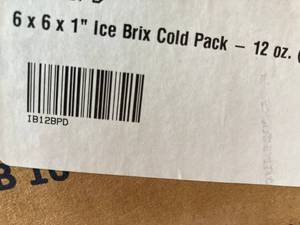 6 x 6 x 1" Ice Brix Cold Pack – 12 oz. (
IB12BPD